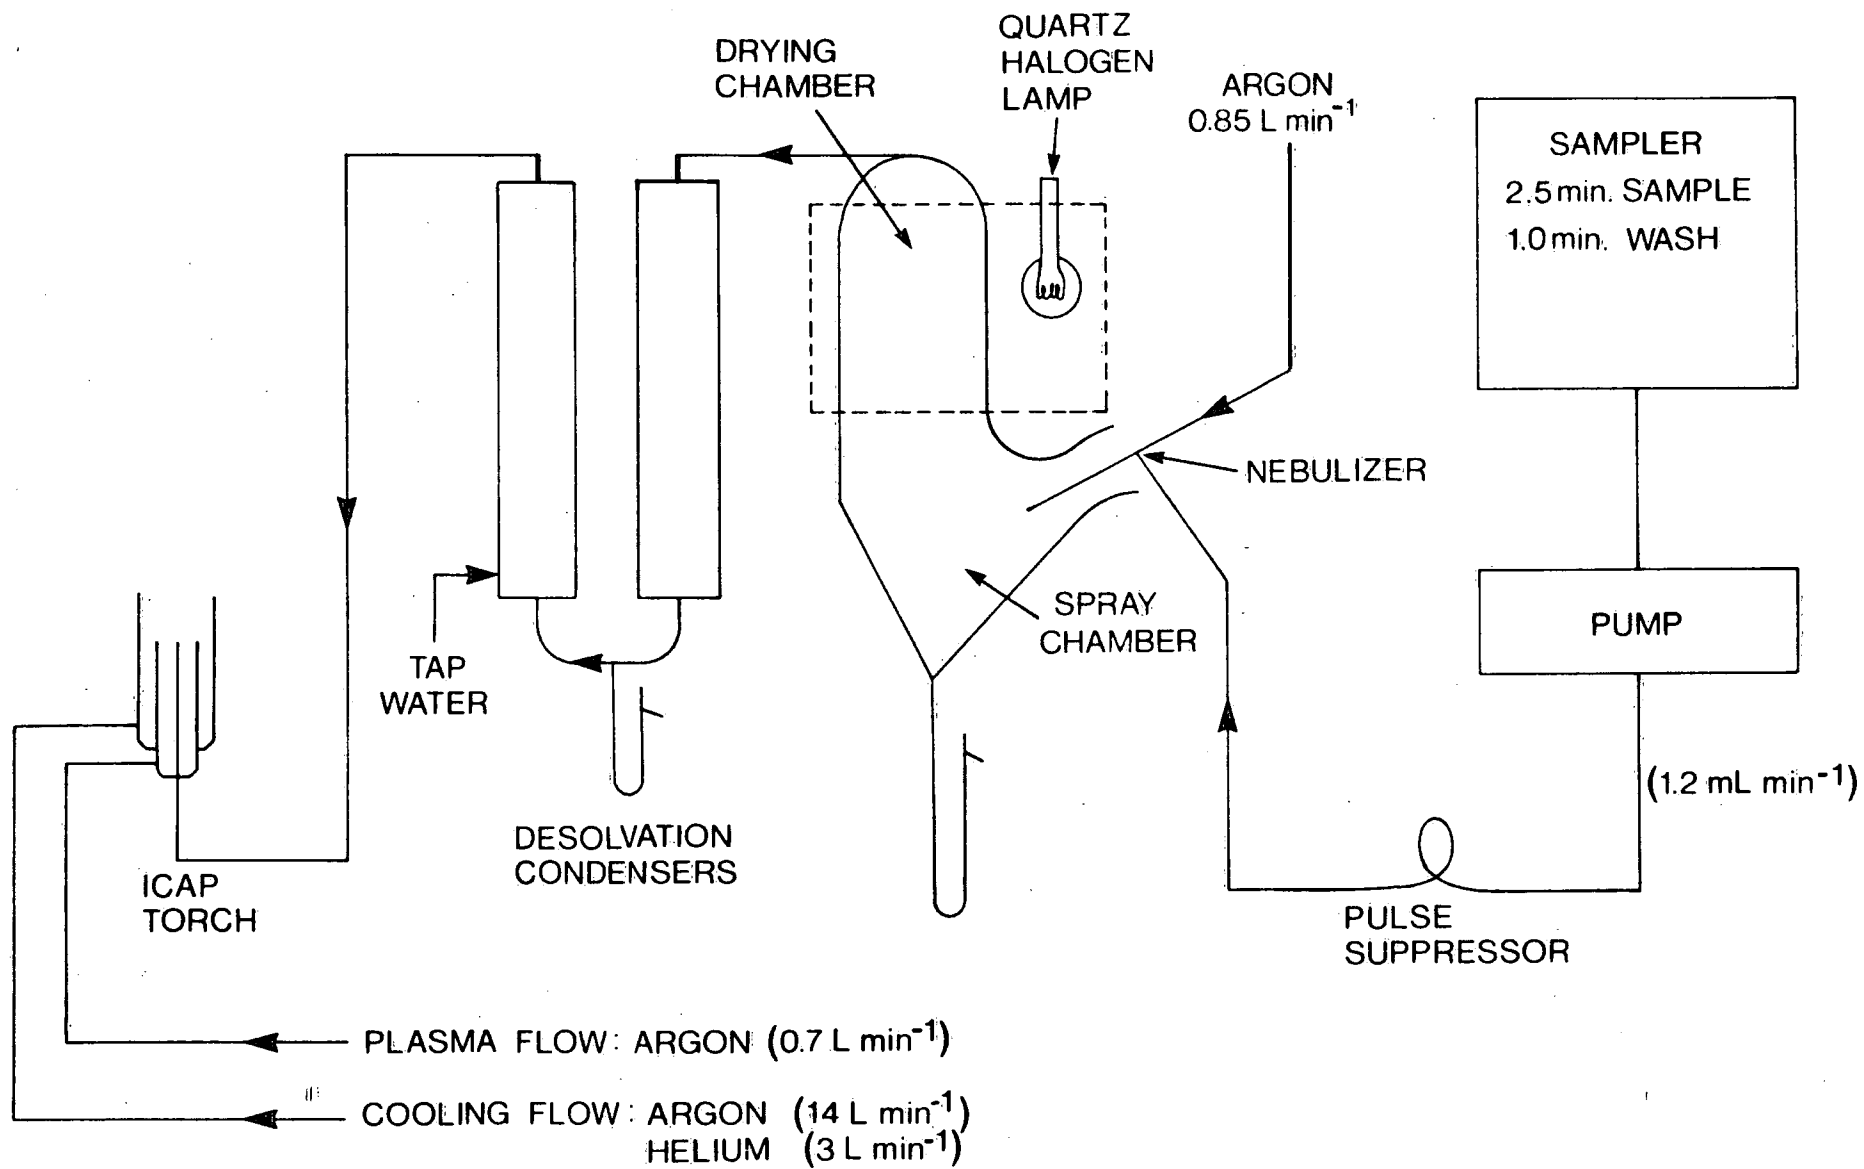 DRYING
CHAMBER
QUARTZ
HALOGEN
LAMP
ARGON
0.85 L min⁻¹
SAMPLER
2.5 min. SAMPLE
1.0 min. WASH
NEBULIZER
SPRAY
CHAMBER
PUMP
TAP
WATER
(1.2 mL min⁻¹)
DESOLVATION
CONDENSERS
ICAP
TORCH
PULSE
SUPPRESSOR
PLASMA FLOW: ARGON (0.7 L min⁻¹)
COOLING FLOW: ARGON (14 L min⁻¹)
HELIUM (3 L min⁻¹)